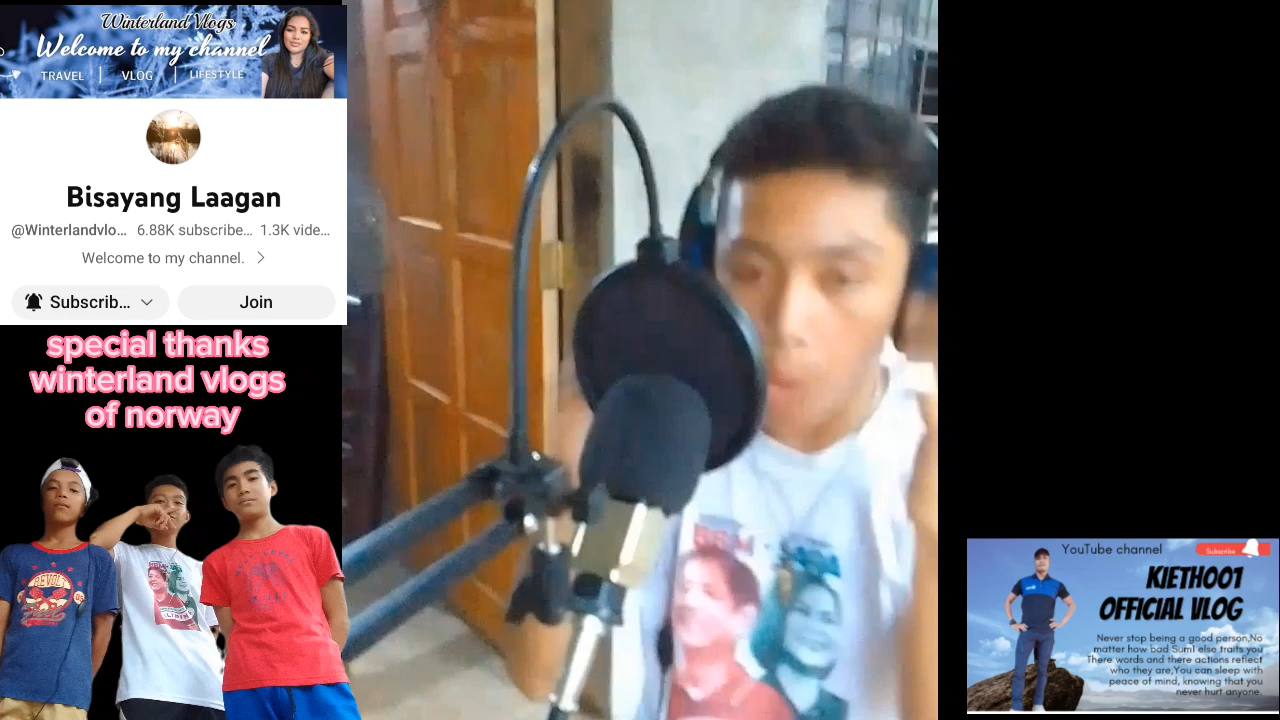 Winterland Vlogs
Welcome to my channel
TRAVEL | VLOG | LIFESTYLE
Bisayang Laagan
@Winterlandvlo... 6.88K subscribe... 1.3K vide...
Welcome to my channel.
Subscrib...
Join
special thanks
winterland vlogs
of norway
REVOLT
YouTube channel
Subscribe
KIETH001
OFFICIAL VLOG
Never stop being a good person,No
matter how bad Sumł else traits you
There words and there actions reflect
who they are,You can sleep with
peace of mind, knowing that you
never hurt anyone.